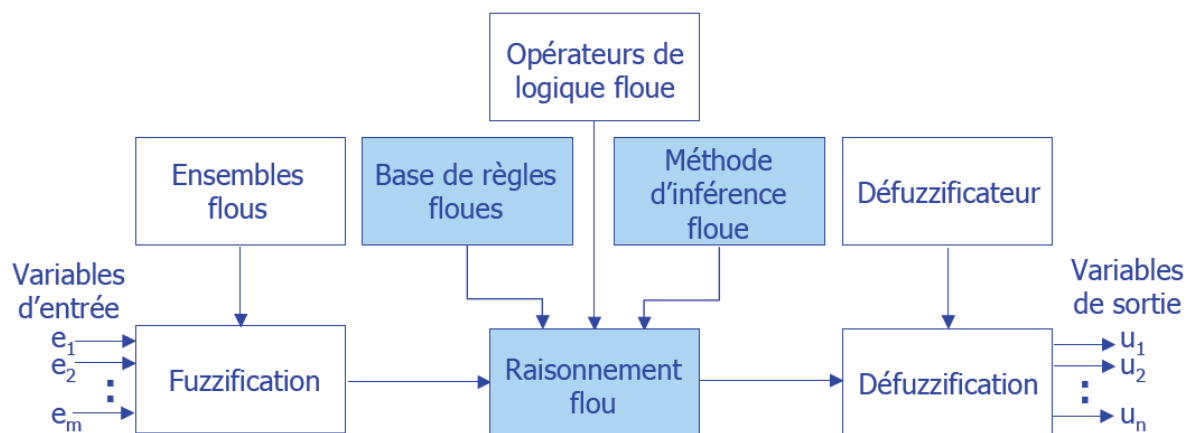 Opérateurs de
logique floue
Ensembles
flous
Base de règles
floues
Méthode
d'inférence
floue
Défuzzificateur
Variables
d'entrée
e1
e2
:
em
Fuzzification
Raisonnement
flou
Défuzzification
Variables
de sortie
u1
u2
:
un